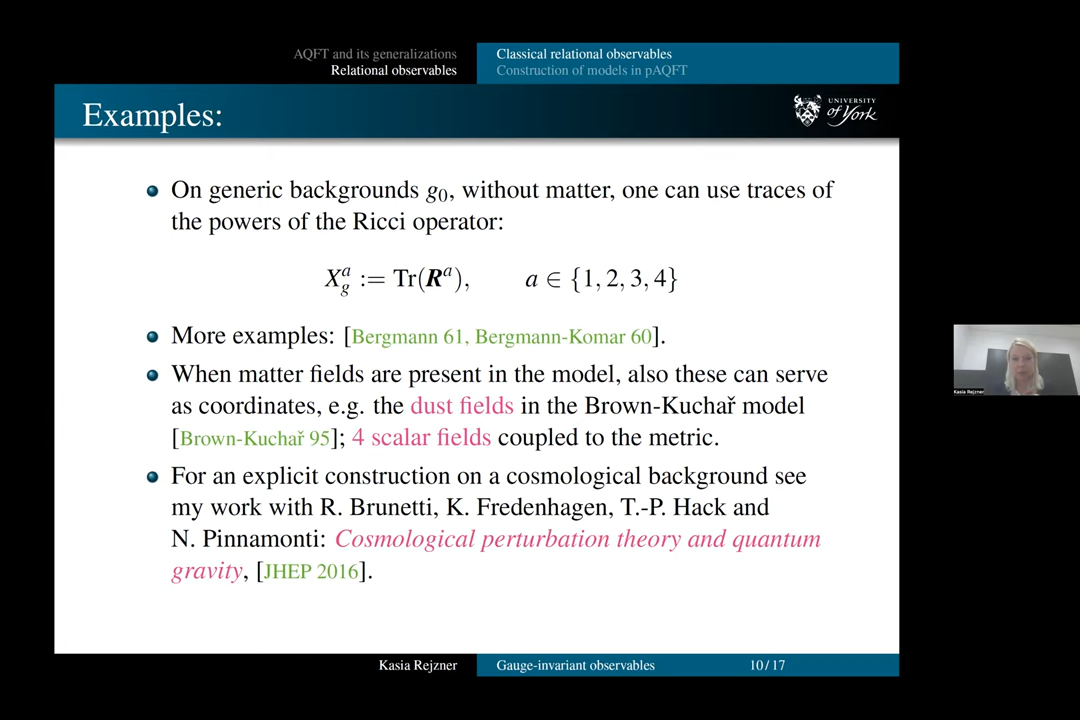 AQFT and its generalizations
Relational observables
Classical relational observables
Construction of models in pAQFT
Examples:
UNIVERSITY
of York
On generic backgrounds g₀, without matter, one can use traces of
the powers of the Ricci operator:
Xᵃ_g := Tr(𝑹ᵃ), a ∈ {1, 2, 3, 4}
More examples: [Bergmann 61, Bergmann-Komar 60].
When matter fields are present in the model, also these can serve
as coordinates, e.g. the dust fields in the Brown-Kuchař model
[Brown-Kuchař 95]; 4 scalar fields coupled to the metric.
For an explicit construction on a cosmological background see
my work with R. Brunetti, K. Fredenhagen, T.-P. Hack and
N. Pinnamonti: Cosmological perturbation theory and quantum
gravity, [JHEP 2016].
Kasia Rejzner
Kasia Rejzner
Gauge-invariant observables
10 / 17